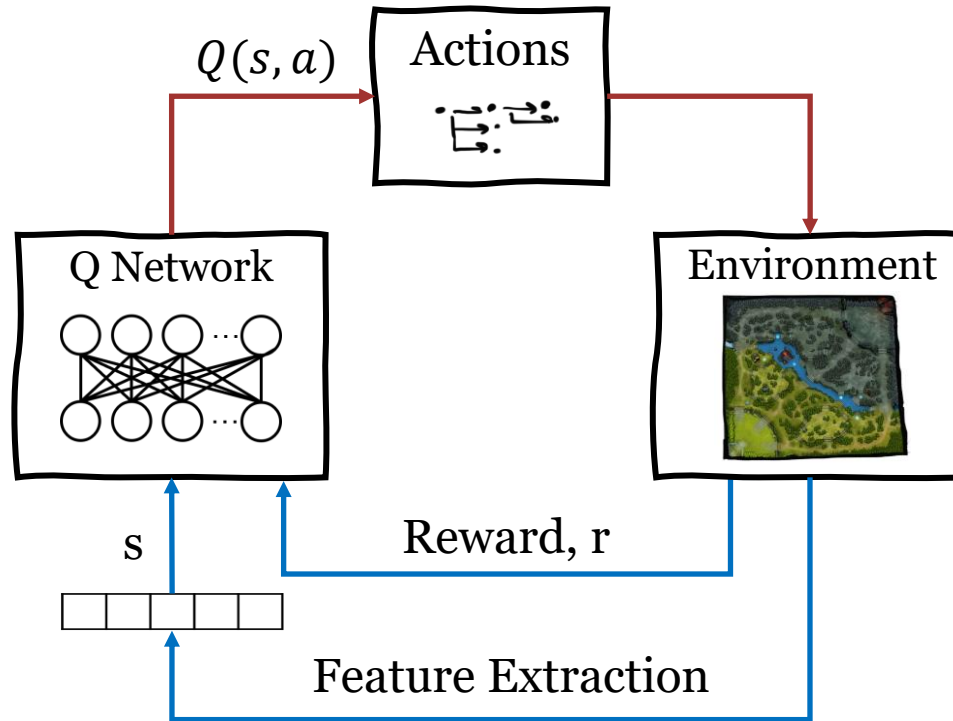 Actions
Q(s, a)
Q Network
...
...
Environment
s
Reward, r
Feature Extraction